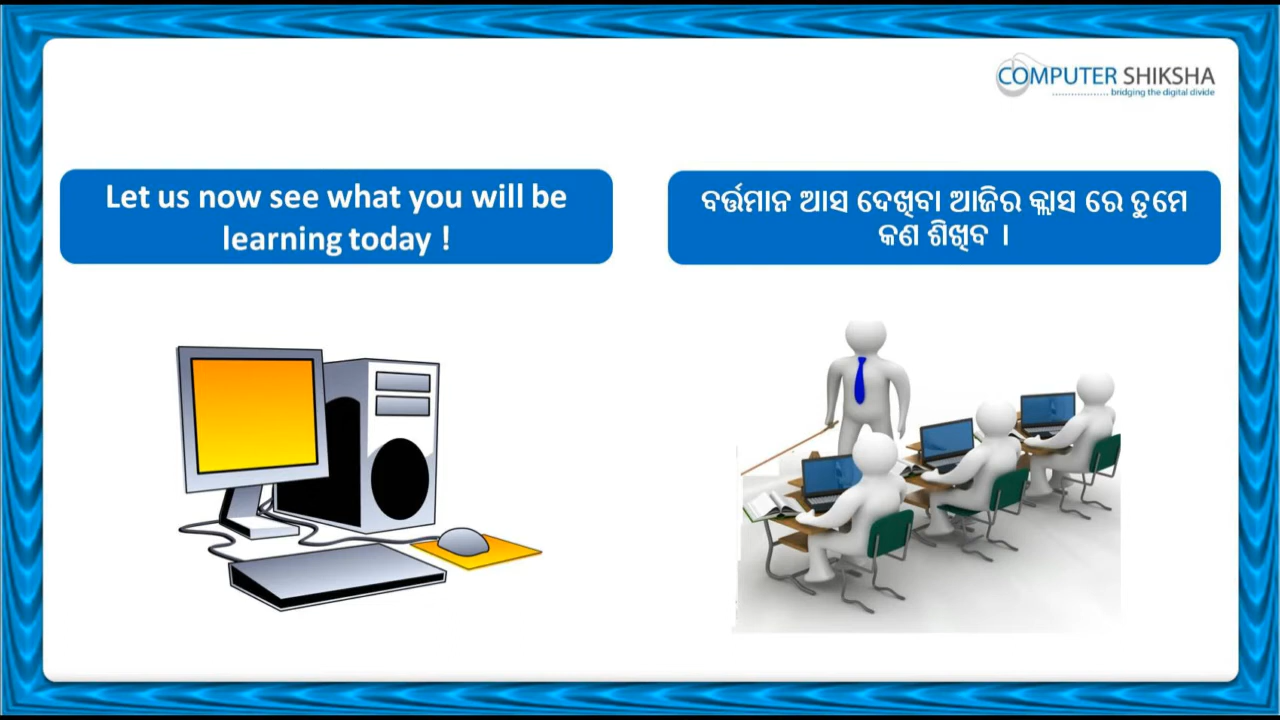 COMPUTER SHIKSHA
bridging the digital divide
Let us now see what you will be
learning today !
ବର୍ତ୍ତମାନ ଆସ ଦେଖିବା ଆଜିର କ୍ଲାସ ରେ ତୁମେ
କଣ ଶିଖିବ ।